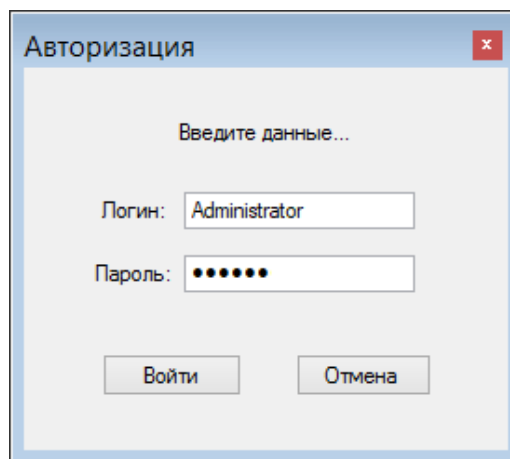 Авторизация x
Введите данные...
Логин: Administrator
Пароль: ●●●●●●
Войти Отмена